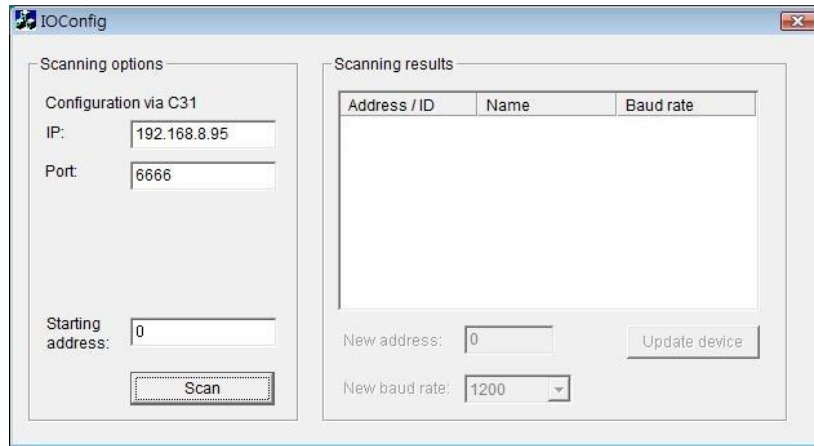 IOConfig
Scanning options
Configuration via C31
IP: 192.168.8.95
Port: 6666
Starting address: 0
Scan
Scanning results
Address / ID Name Baud rate
New address: 0 Update device
New baud rate: 1200